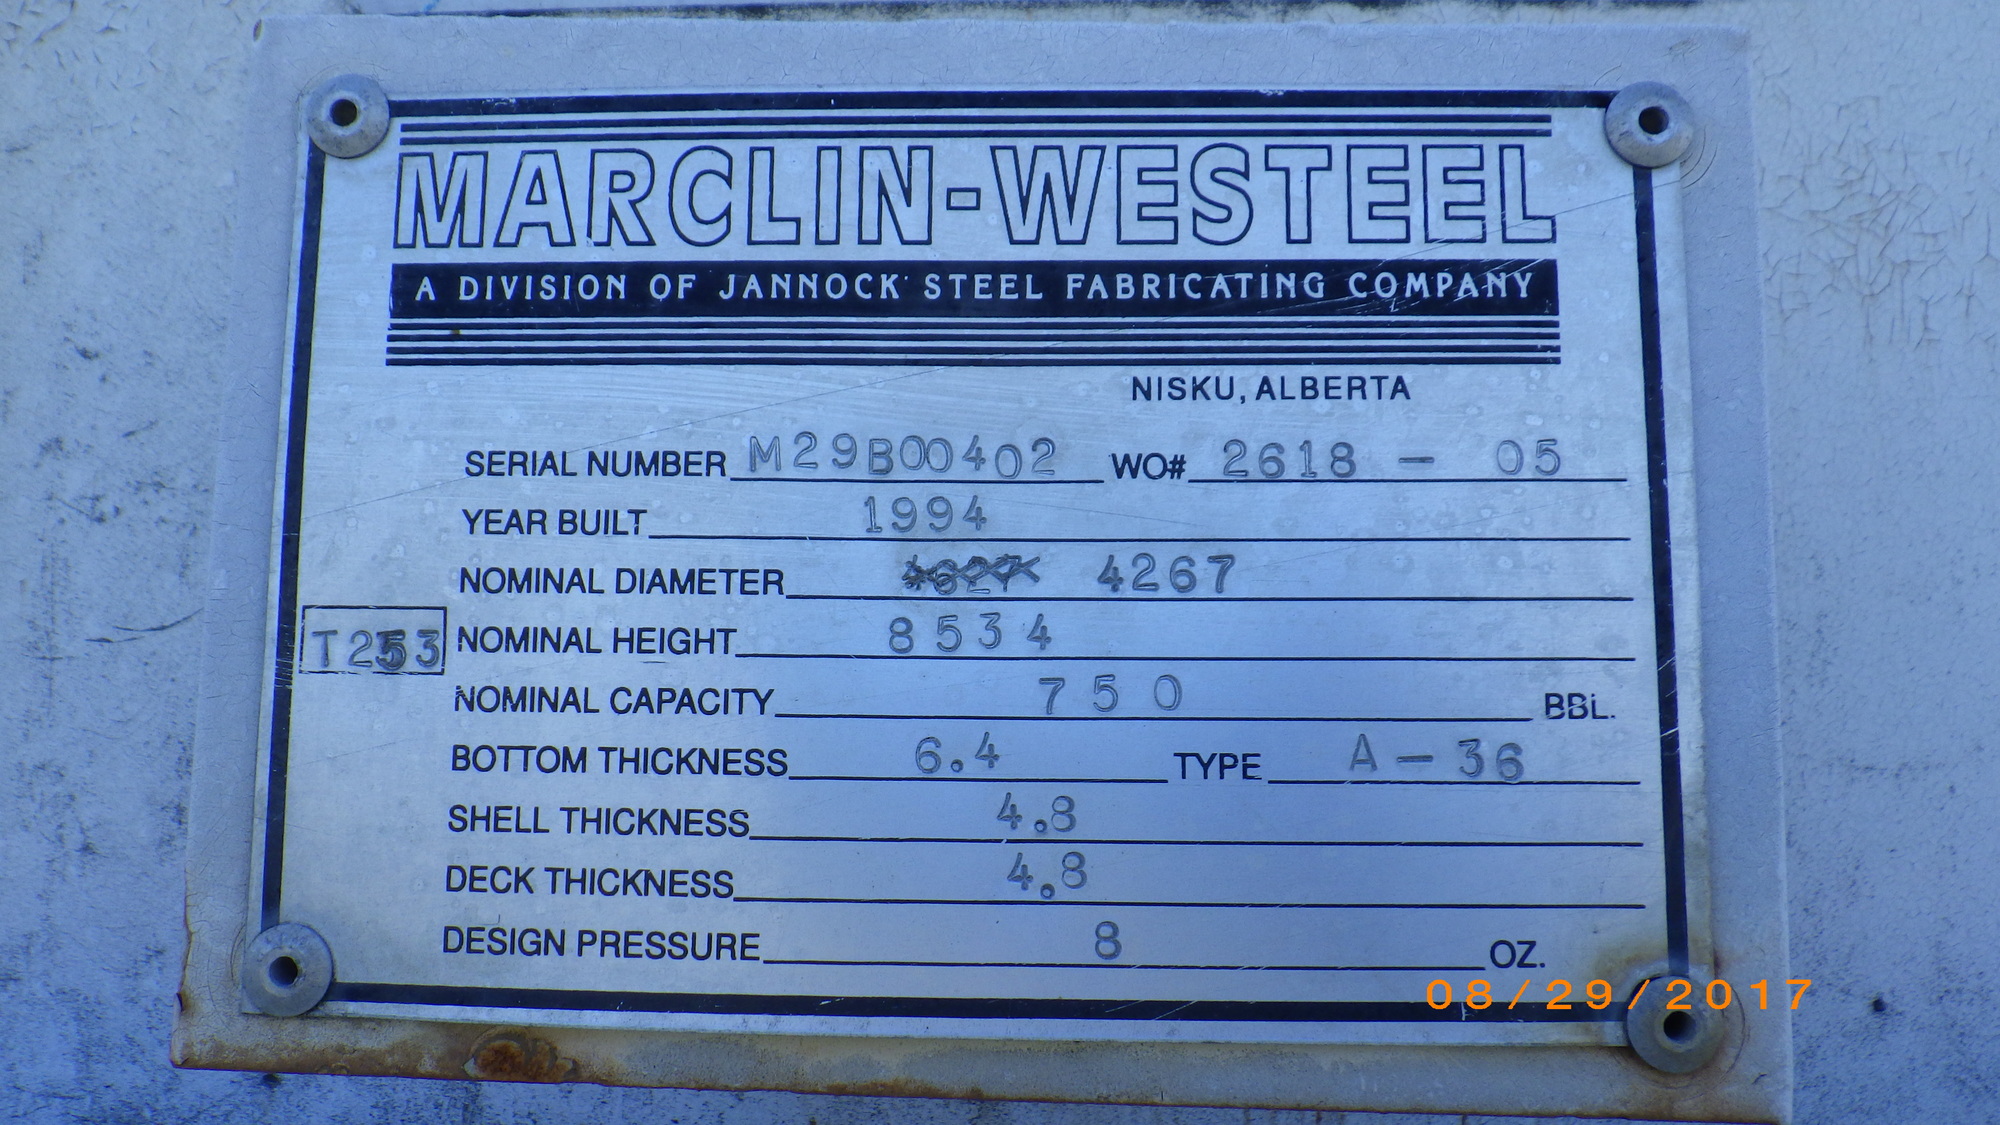 MARCLIN-WESTEEL
A DIVISION OF JANNOCK STEEL FABRICATING COMPANY
NISKU, ALBERTA
SERIAL NUMBER M29B00402 WO# 2618 - 05
YEAR BUILT 1994
NOMINAL DIAMETER 4267
T253
NOMINAL HEIGHT 8534
NOMINAL CAPACITY 750 BBL.
BOTTOM THICKNESS 6.4 TYPE A-36
SHELL THICKNESS 4.8
DECK THICKNESS 4.8
DESIGN PRESSURE 8 OZ.
08/29/2017